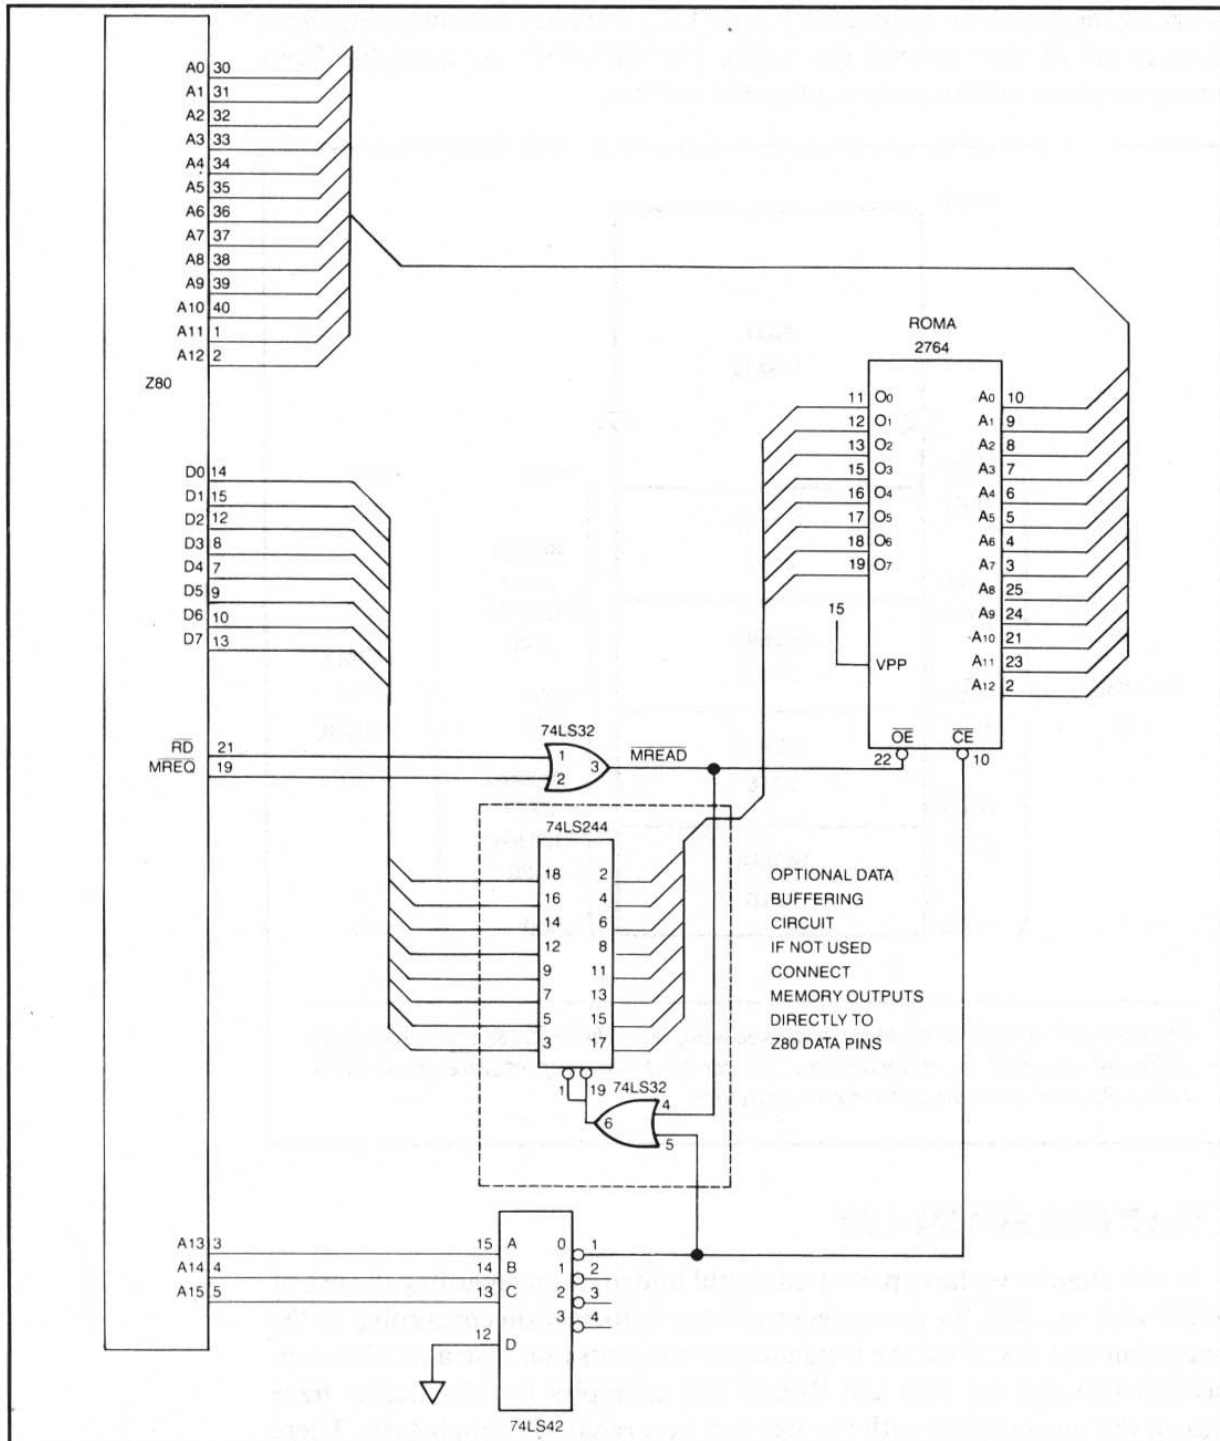 A0 30
A1 31
A2 32
A3 33
A4 34
A5 35
A6 36
A7 37
A8 38
A9 39
A10 40
A11 1
A12 2
Z80
ROMA
2764
11 O0 A0 10
12 O1 A1 9
13 O2 A2 8
15 O3 A3 7
16 O4 A4 6
17 O5 A5 5
18 O6 A6 4
19 O7 A7 3
A8 25
A9 24
A10 21
A11 23
A12 2
15
VPP
OE
CE
22
10
D0 14
D1 15
D2 12
D3 8
D4 7
D5 9
D6 10
D7 13
RD 21
MREQ 19
74LS32
1
2
3
MREAD
74LS244
18 2
16 4
14 6
12 8
9 11
7 13
5 15
3 17
1 19
74LS32
4
5
6
OPTIONAL DATA
BUFFERING
CIRCUIT
IF NOT USED
CONNECT
MEMORY OUTPUTS
DIRECTLY TO
Z80 DATA PINS
A13 3
A14 4
A15 5
15 A 0 1
14 B 1 2
13 C 2 3
3 4
12 D
74LS42